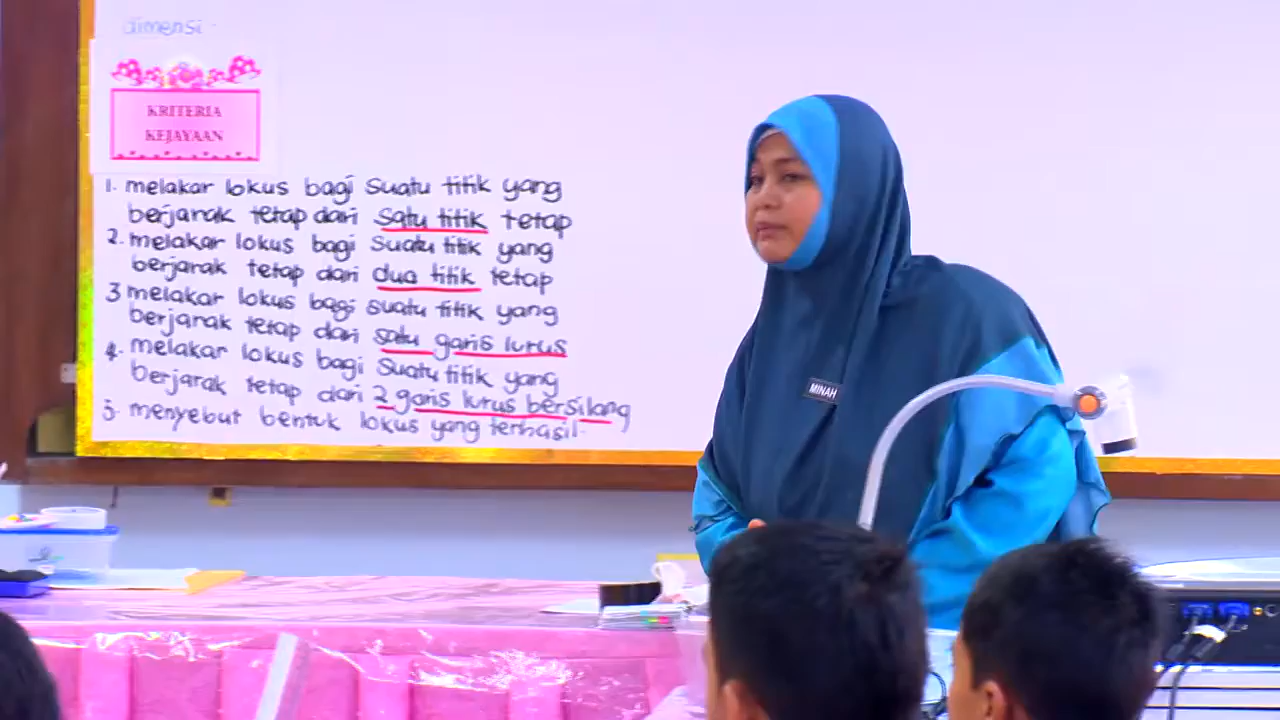 dimensi -
KRITERIA
KEJAYAAN
1. melakar lokus bagi suatu titik yang
berjarak tetap dari satu titik tetap
2. melakar lokus bagi suatu titik yang
berjarak tetap dari dua titik tetap
3 melakar lokus bagi suatu titik yang
berjarak tetap dari satu garis lurus
4. melakar lokus bagi suatu titik yang
berjarak tetap dari 2 garis lurus bersilang
5. menyebut bentuk lokus yang terhasil.
MINAH